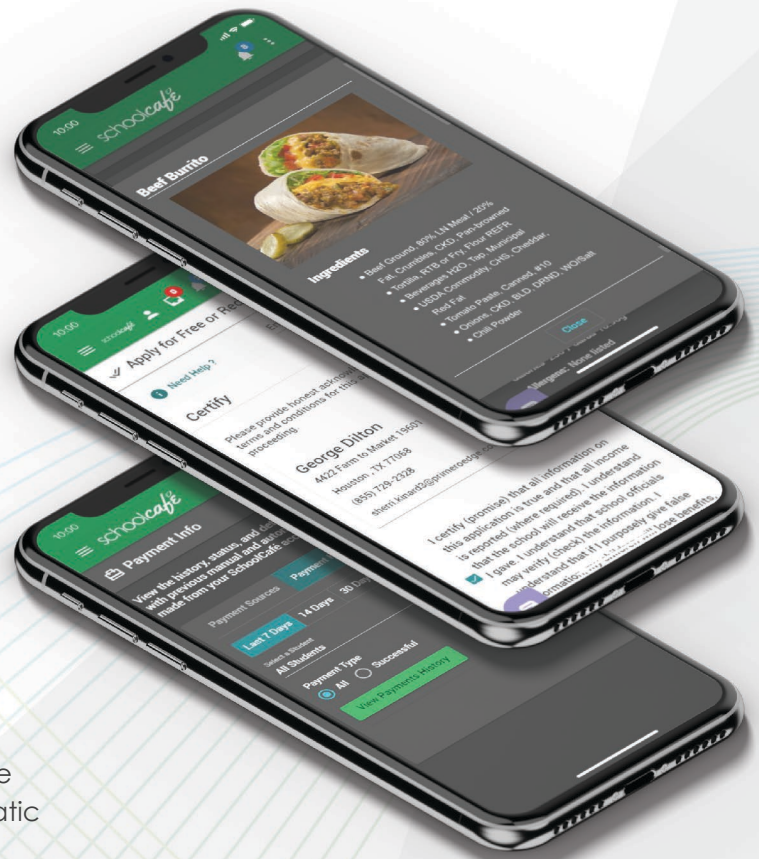 10:00
schoolcafé
8
Beef Burrito
Ingredients
• Beef Ground, 80% LN Meat / 20%
Fat, Crumbles, CKD, Pan-browned
• Tortilla, RTB or Fry, Flour REFR
• Beverages H2O, Tap, Municipal
• USDA Commodity, CHS, Cheddar,
Red Fat
• Tomato Paste, Canned, #10
• Onions, CKD, BLD, DRND, WO/Salt
• Chili Powder
Close
Allergens: None listed
10:00
schoolcafé
0
Apply for Free or
Need Help ?
Certify
Please provide honest
terms and conditions for this
proceeding.
George Dilton
4422 Farm to Market 1960
Houston , TX 77068
(855) 729-2328
I certify (promise) that all information on
this application is true and that all income
is reported (where required). I understand
that the school will receive the information
I gave. I understand that school officials
may verify (check) the information. I
understand that if I purposely give false
lose benefits,
10:00
schoolcafé
Payment Info
View the history, status, and
with previous manual and
made from your SchoolCafé
Payment Sources
Last 7 Days
14 Days
30
Select a Student
All Students
Payment Type
All
Successful
View Payments History